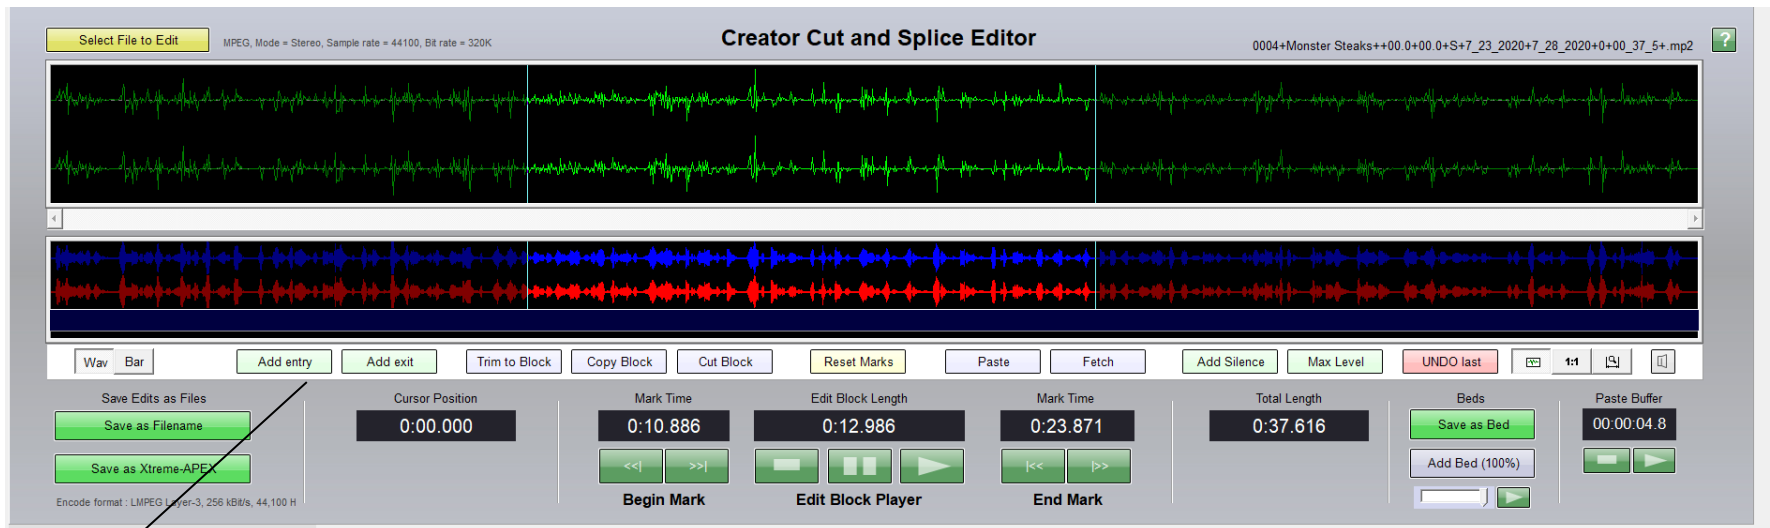 Select File to Edit
MPEG, Mode = Stereo, Sample rate = 44100, Bit rate = 320K
Creator Cut and Splice Editor
0004+Monster Steaks++00.0+00.0+S+7_23_2020+7_28_2020+0+00_37_5+.mp2
?
Wav Bar Add entry Add exit Trim to Block Copy Block Cut Block Reset Marks Paste Fetch Add Silence Max Level UNDO last 1:1
Save Edits as Files Cursor Position Mark Time Edit Block Length Mark Time Total Length Beds Paste Buffer
Save as Filename 0:00.000 0:10.886 0:12.986 0:23.871 0:37.616 Save as Bed 00:00:04.8
Save as Xtreme-APEX <<| >>| |<< |>> Add Bed (100%)
Encode format : LMPEG Layer-3, 256 kBit/s, 44,100 H Begin Mark Edit Block Player End Mark